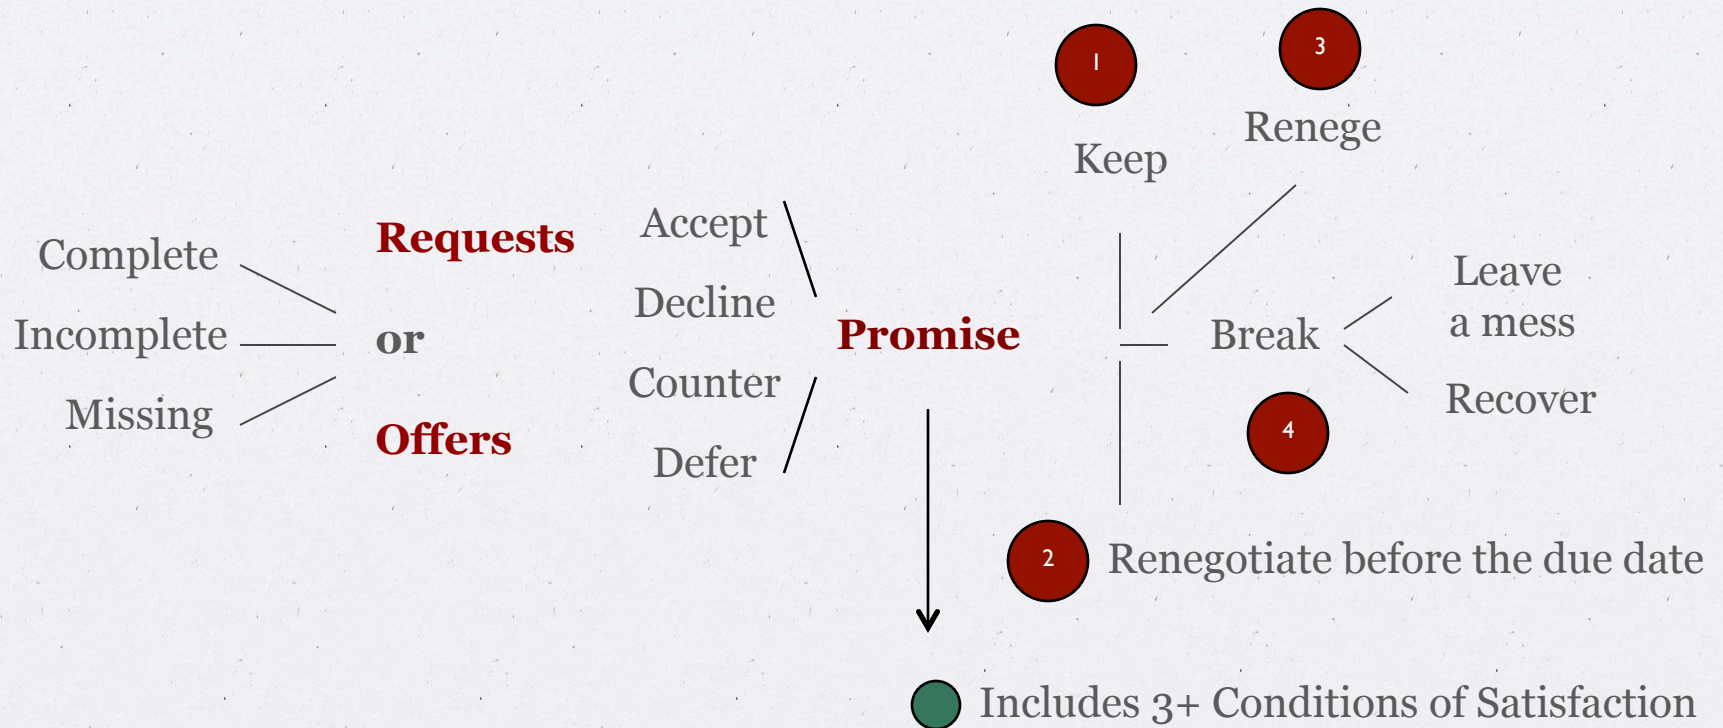 Complete
Incomplete
Missing
Requests
or
Offers
Accept
Decline
Counter
Defer
Promise
1
Keep
3
Renege
Break
4
Leave
a mess
Recover
2
Renegotiate before the due date
Includes 3+ Conditions of Satisfaction